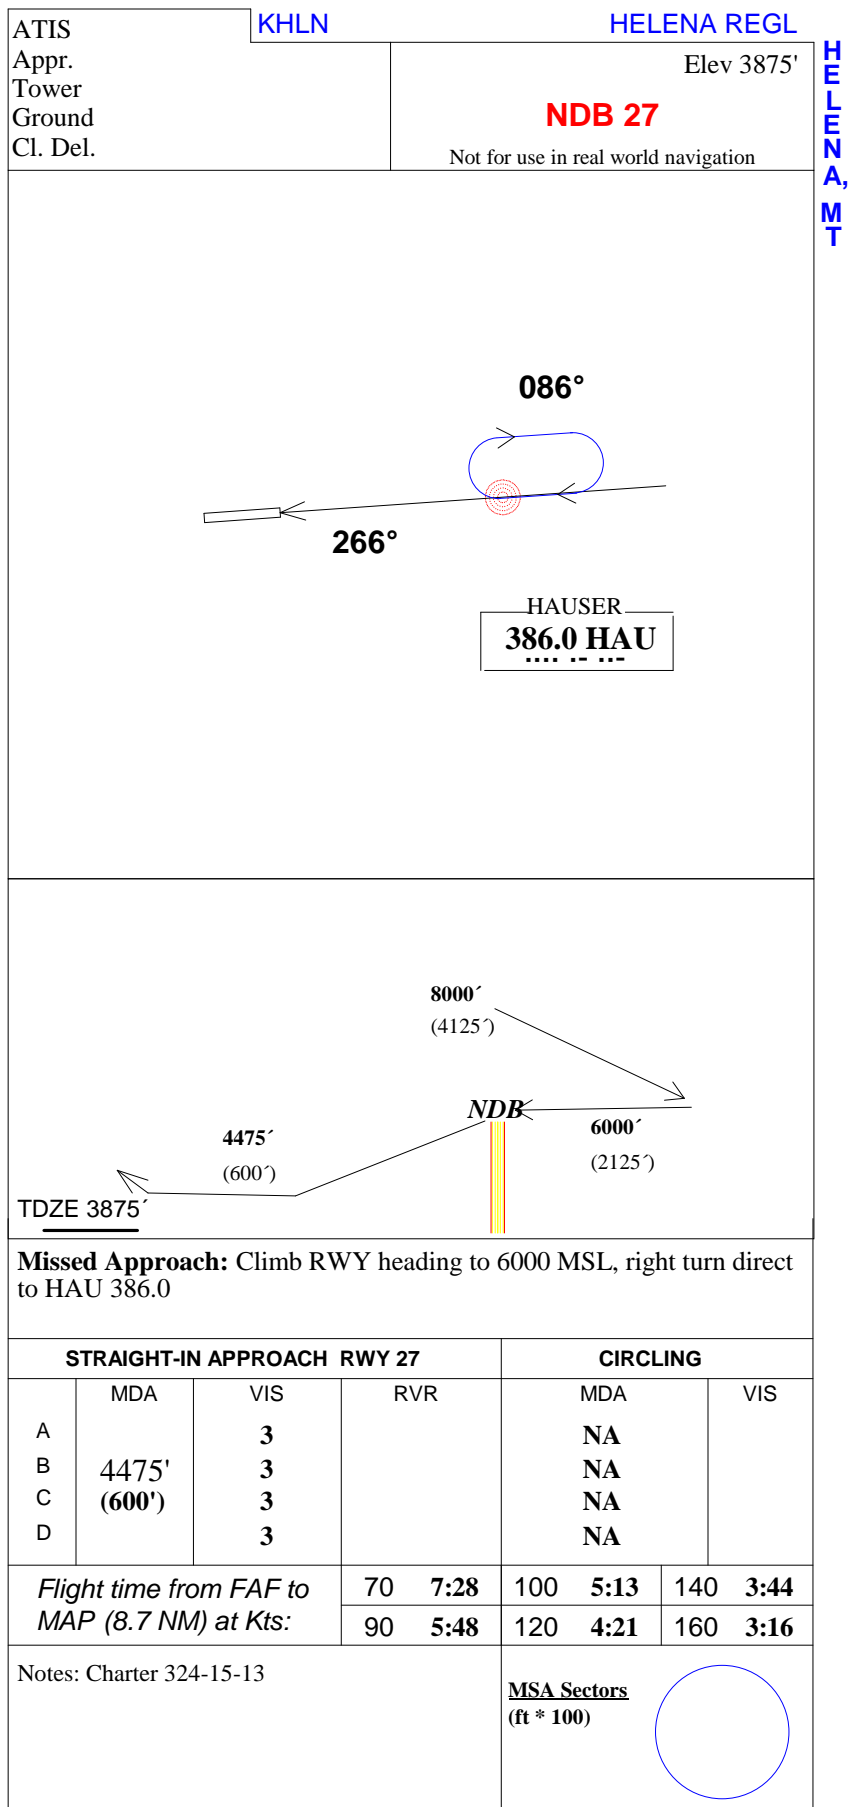 ATIS
KHLN
HELENA REGL
Appr.
Tower
Ground
Cl. Del.
Elev 3875'
NDB 27
Not for use in real world navigation
HELENA, MT
086°
266°
HAUSER
386.0 HAU
.... .- ..-
8000´
(4125´)
NDB
6000´
(2125´)
4475´
(600´)
TDZE 3875´
Missed Approach: Climb RWY heading to 6000 MSL, right turn direct
to HAU 386.0
STRAIGHT-IN APPROACH RWY 27
CIRCLING
MDA VIS RVR MDA VIS
A 3 NA
B 4475' 3 NA
C (600') 3 NA
D 3 NA
Flight time from FAF to
MAP (8.7 NM) at Kts:
70 7:28 100 5:13 140 3:44
90 5:48 120 4:21 160 3:16
Notes: Charter 324-15-13
MSA Sectors
(ft * 100)